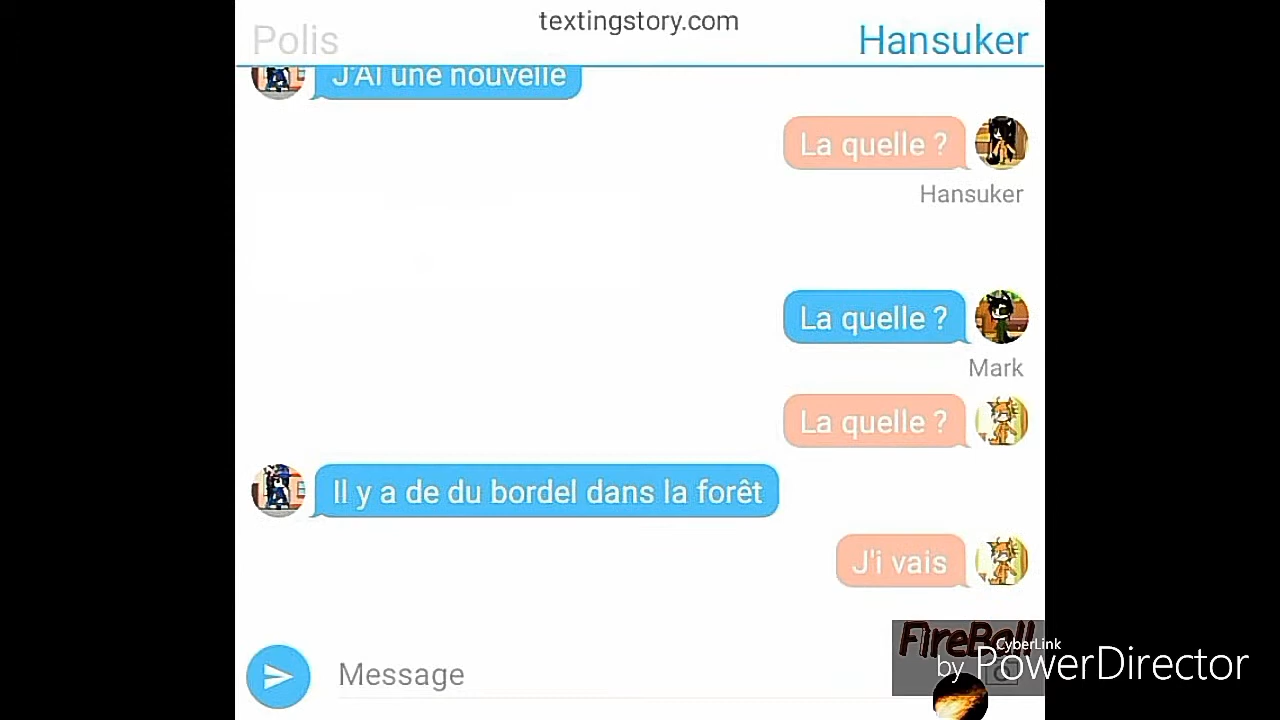 textingstory.com
Polis
Hansuker
J'AI une nouvelle
La quelle ?
Hansuker
La quelle ?
Mark
La quelle ?
Il y a de du bordel dans la forêt
J'i vais
Message
FireBall
CyberLink
by PowerDirector